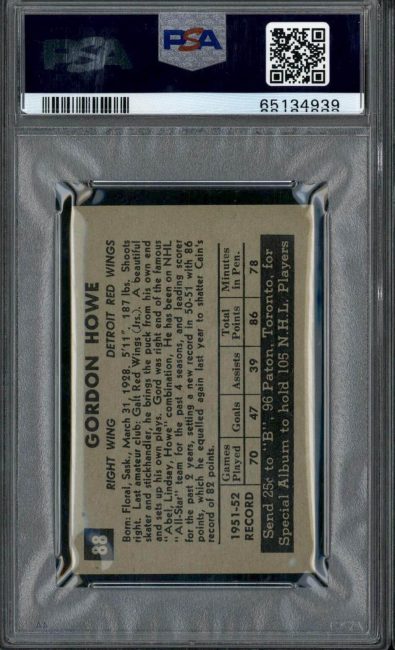 PSA
PSA
65134939
88
GORDON HOWE
RIGHT WING DETROIT RED WINGS
Born: Floral, Sask., March 31, 1928. 5'11". 187 lbs. Shoots
right. Last amateur club: Galt Red Wings (Jrs.). A beautiful
skater and stickhandler, he brings the puck from his own end
and sets up his own plays. Gord was right end of the famous
"Abel, Lindsay, Howe" combination. He has been on NHL
"All-Star" team for the past 4 seasons, and leading scorer
for the past 2 years, setting a new record in 50-51 with 86
points, which he equalled again last year to shatter Cain's
record of 82 points.
1951-52 RECORD
Games Played Goals Assists Total Points Minutes in Pen.
70 47 39 86 78
Send 25c to "B", 96 Paton, Toronto, for
Special Album to hold 105 N.H.L. Players
PSA